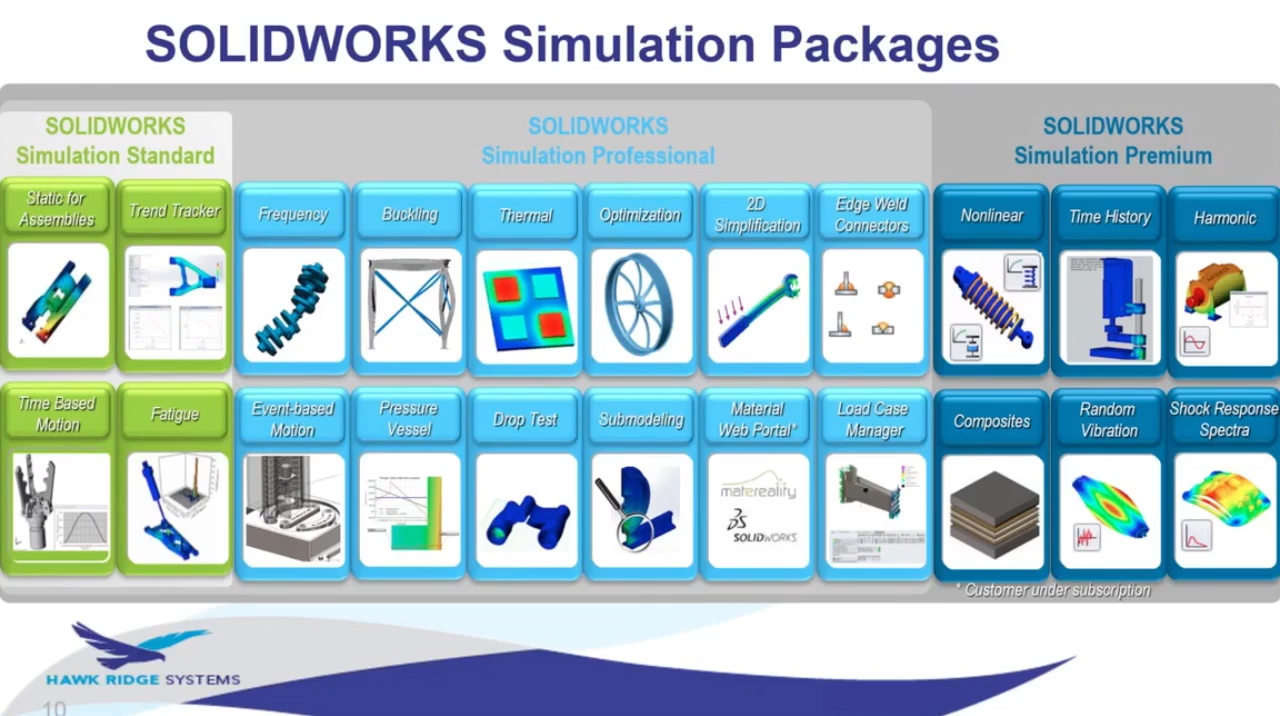 SOLIDWORKS Simulation Packages
SOLIDWORKS
Simulation Standard
SOLIDWORKS
Simulation Professional
SOLIDWORKS
Simulation Premium
Static for
Assemblies
Trend Tracker
Frequency
Buckling
Thermal
Optimization
2D
Simplification
Edge Weld
Connectors
Nonlinear
Time History
Harmonic
Time Based
Motion
Fatigue
Event-based
Motion
Pressure
Vessel
Drop Test
Submodeling
Material
Web Portal*
Load Case
Manager
Composites
Random
Vibration
Shock Response
Spectra
matereality
SOLIDWORKS
* Customer under subscription
HAWK RIDGE SYSTEMS
10